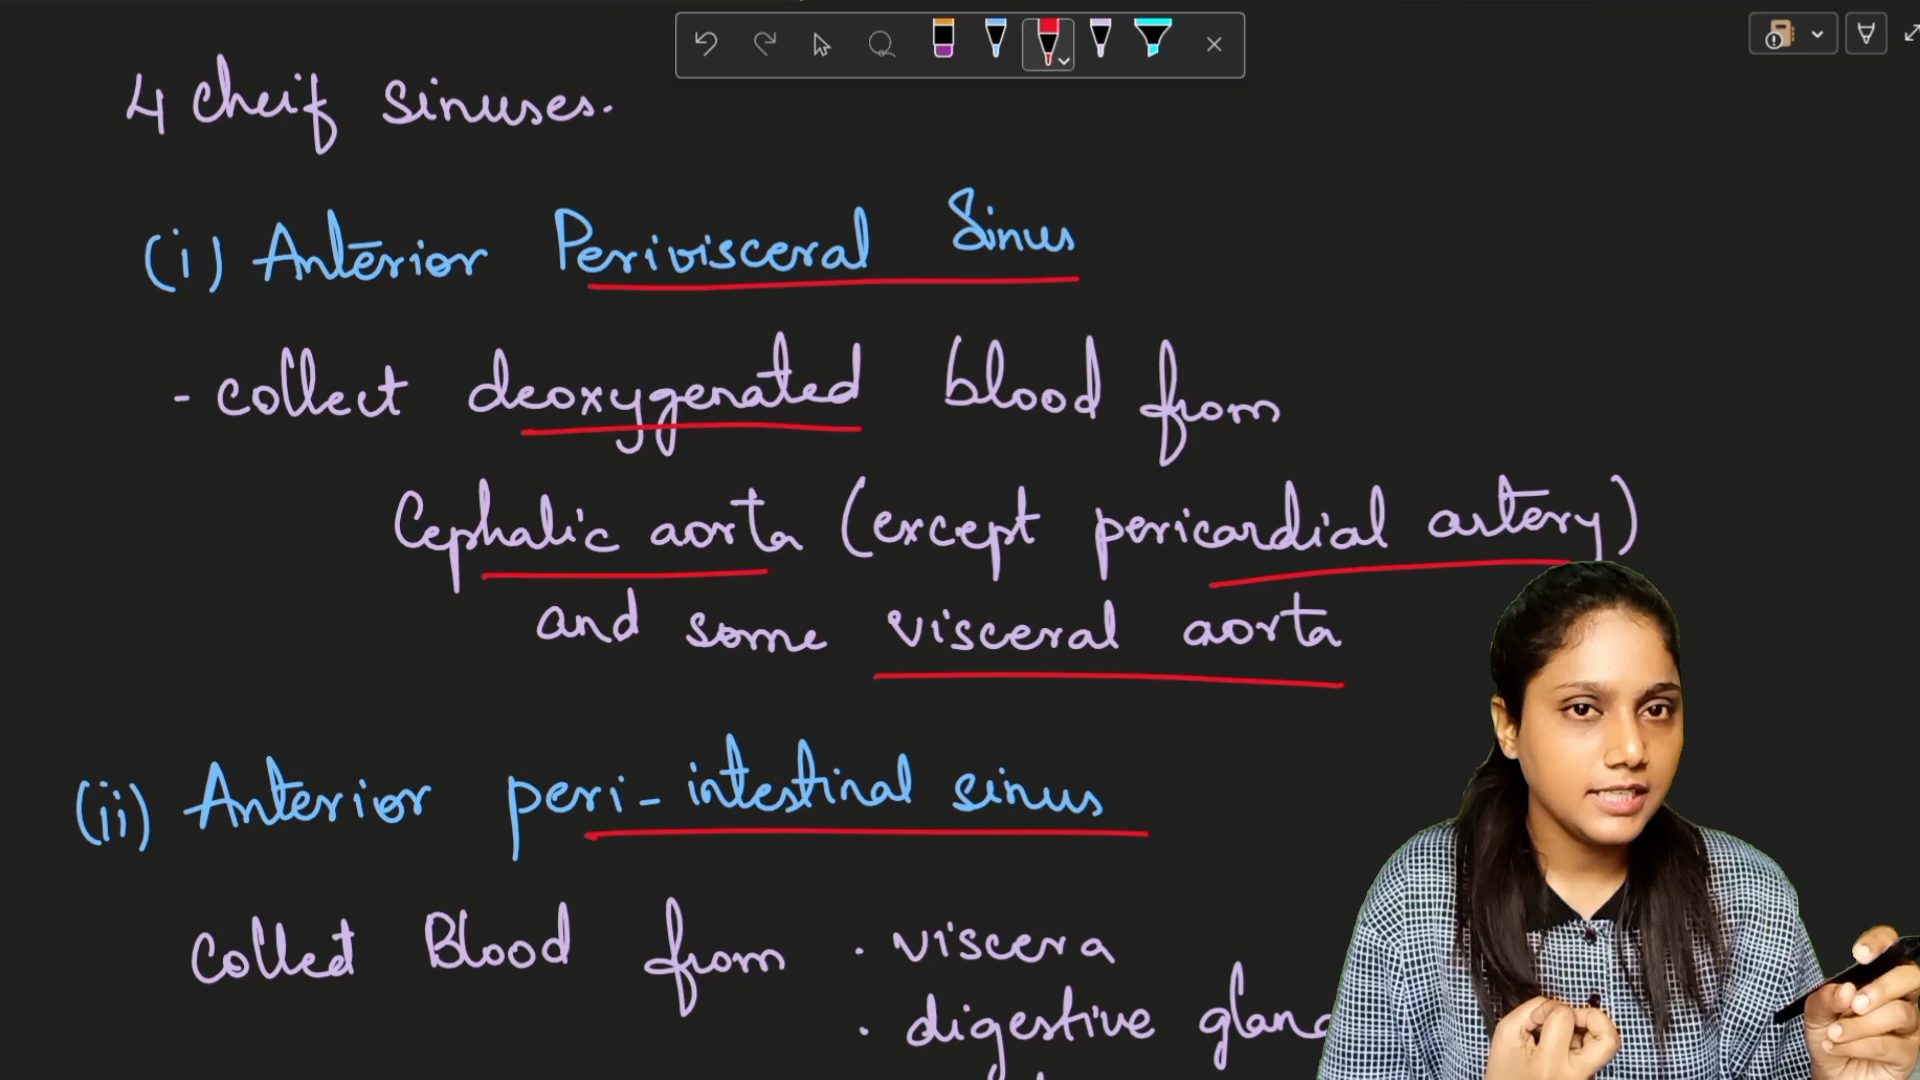 4 cheif sinuses.
(i) Anterior Perivisceral Sinus
- collect deoxygenated blood from
Cephalic aorta (except pericardial artery)
and some visceral aorta
(ii) Anterior peri-intestinal sinus
Collect Blood from . viscera
. digestive